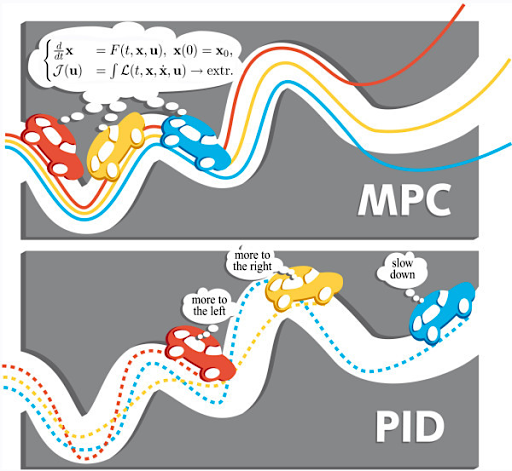 d/dt x = F(t, x, u), x(0) = x₀,
𝒥(u) = ∫ ℒ(t, x, ẋ, u) → extr.
MPC
more to
the right
slow
down
more to
the left
PID